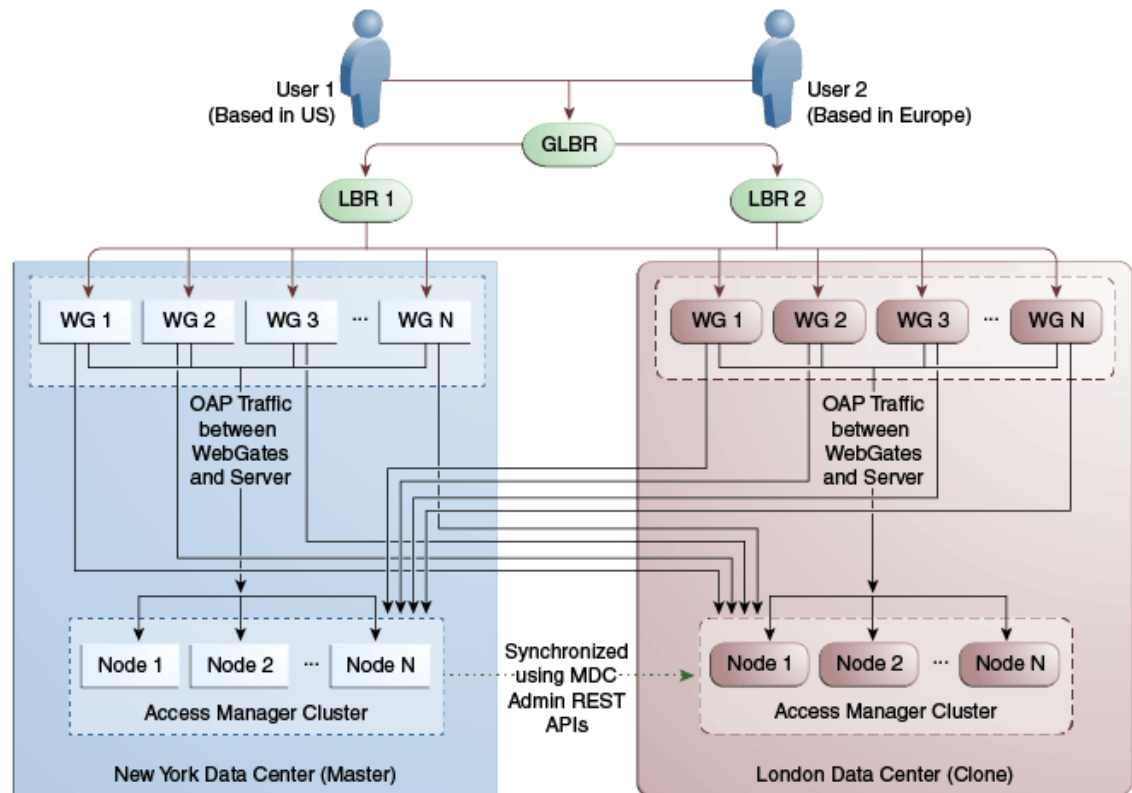 User 1
(Based in US)
User 2
(Based in Europe)
GLBR
LBR 1
LBR 2
WG 1
WG 2
WG 3
...
WG N
WG 1
WG 2
WG 3
...
WG N
OAP Traffic
between
WebGates
and Server
OAP Traffic
between
WebGates
and Server
Node 1
Node 2
...
Node N
Access Manager Cluster
Synchronized
using MDC
Admin REST
APIs
Node 1
Node 2
...
Node N
Access Manager Cluster
New York Data Center (Master)
London Data Center (Clone)